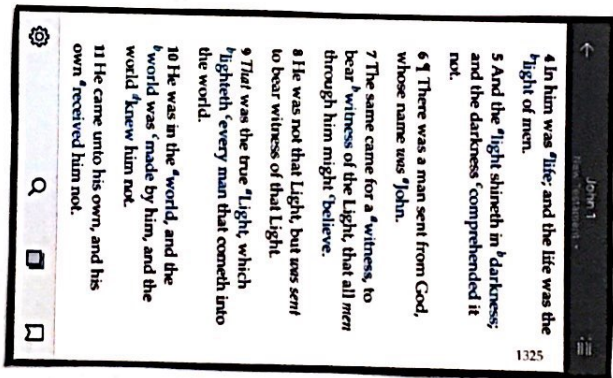 John 1
New Testament
1325
4 In him was ᵃlife; and the life was the
ᵇlight of men.
5 And the ᵃlight shineth in ᵇdarkness;
and the darkness ᶜcomprehended it
not.
6 ¶ There was a man sent from God,
whose name was ᵃJohn.
7 The same came for a ᵃwitness, to
bear ᵇwitness of the Light, that all men
through him might ᶜbelieve.
8 He was not that Light, but was sent
to bear witness of that Light.
9 That was the true ᵃLight, which
ᵇlighteth ᶜevery man that cometh into
the world.
10 He was in the ᵃworld, and the
ᵇworld was ᶜmade by him, and the
world ᵈknew him not.
11 He came unto his own, and his
own ᵃreceived him not.